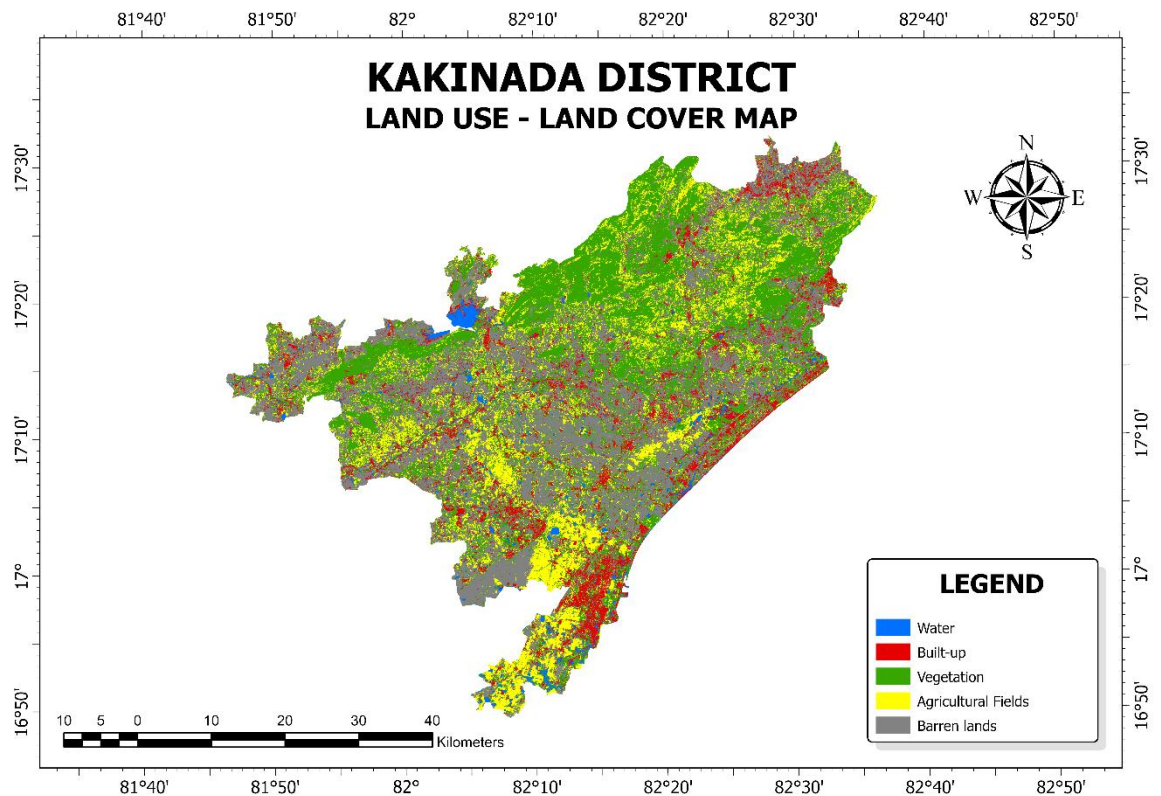 81°40' 81°50' 82° 82°10' 82°20' 82°30' 82°50'
KAKINADA DISTRICT
LAND USE - LAND COVER MAP
N
W E
S
17°30' 17°30'
17°20' 17°20'
17°10' 17°10'
17° 17°
16°50' 16°50'
LEGEND
Water
Built-up
Vegetation
Agricultural Fields
Barren lands
10 5 0 10 20 30 40
Kilometers
81°40' 81°50' 82° 82°10' 82°20' 82°30' 82°40' 82°50'